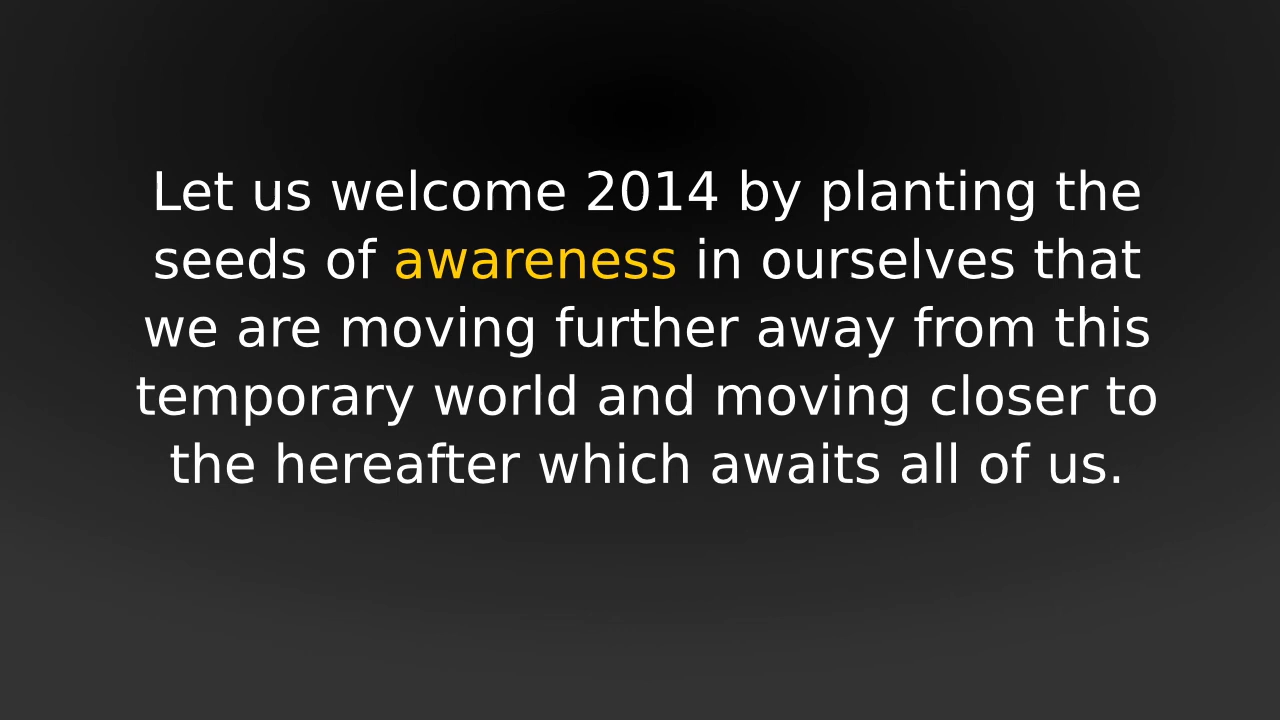 Let us welcome 2014 by planting the
seeds of awareness in ourselves that
we are moving further away from this
temporary world and moving closer to
the hereafter which awaits all of us.